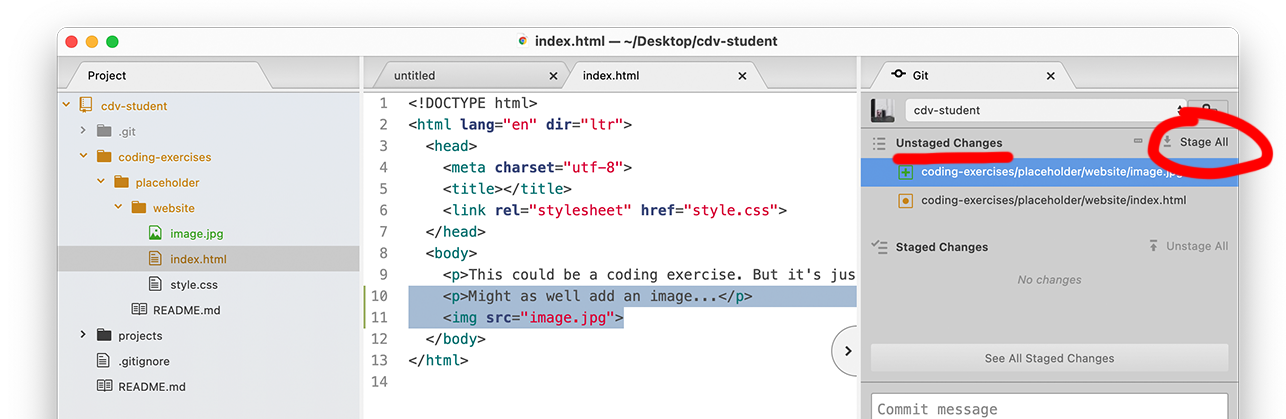 index.html — ~/Desktop/cdv-student
Project
cdv-student
.git
coding-exercises
placeholder
website
image.jpg
index.html
style.css
README.md
projects
.gitignore
README.md
untitled
index.html
1 <!DOCTYPE html>
2 <html lang="en" dir="ltr">
3 <head>
4 <meta charset="utf-8">
5 <title></title>
6 <link rel="stylesheet" href="style.css">
7 </head>
8 <body>
9 <p>This could be a coding exercise. But it's jus
10 <p>Might as well add an image...</p>
11 <img src="image.jpg">
12 </body>
13 </html>
14
Git
cdv-student
Unstaged Changes
Stage All
coding-exercises/placeholder/website/image.jpg
coding-exercises/placeholder/website/index.html
Staged Changes
Unstage All
No changes
See All Staged Changes
Commit message